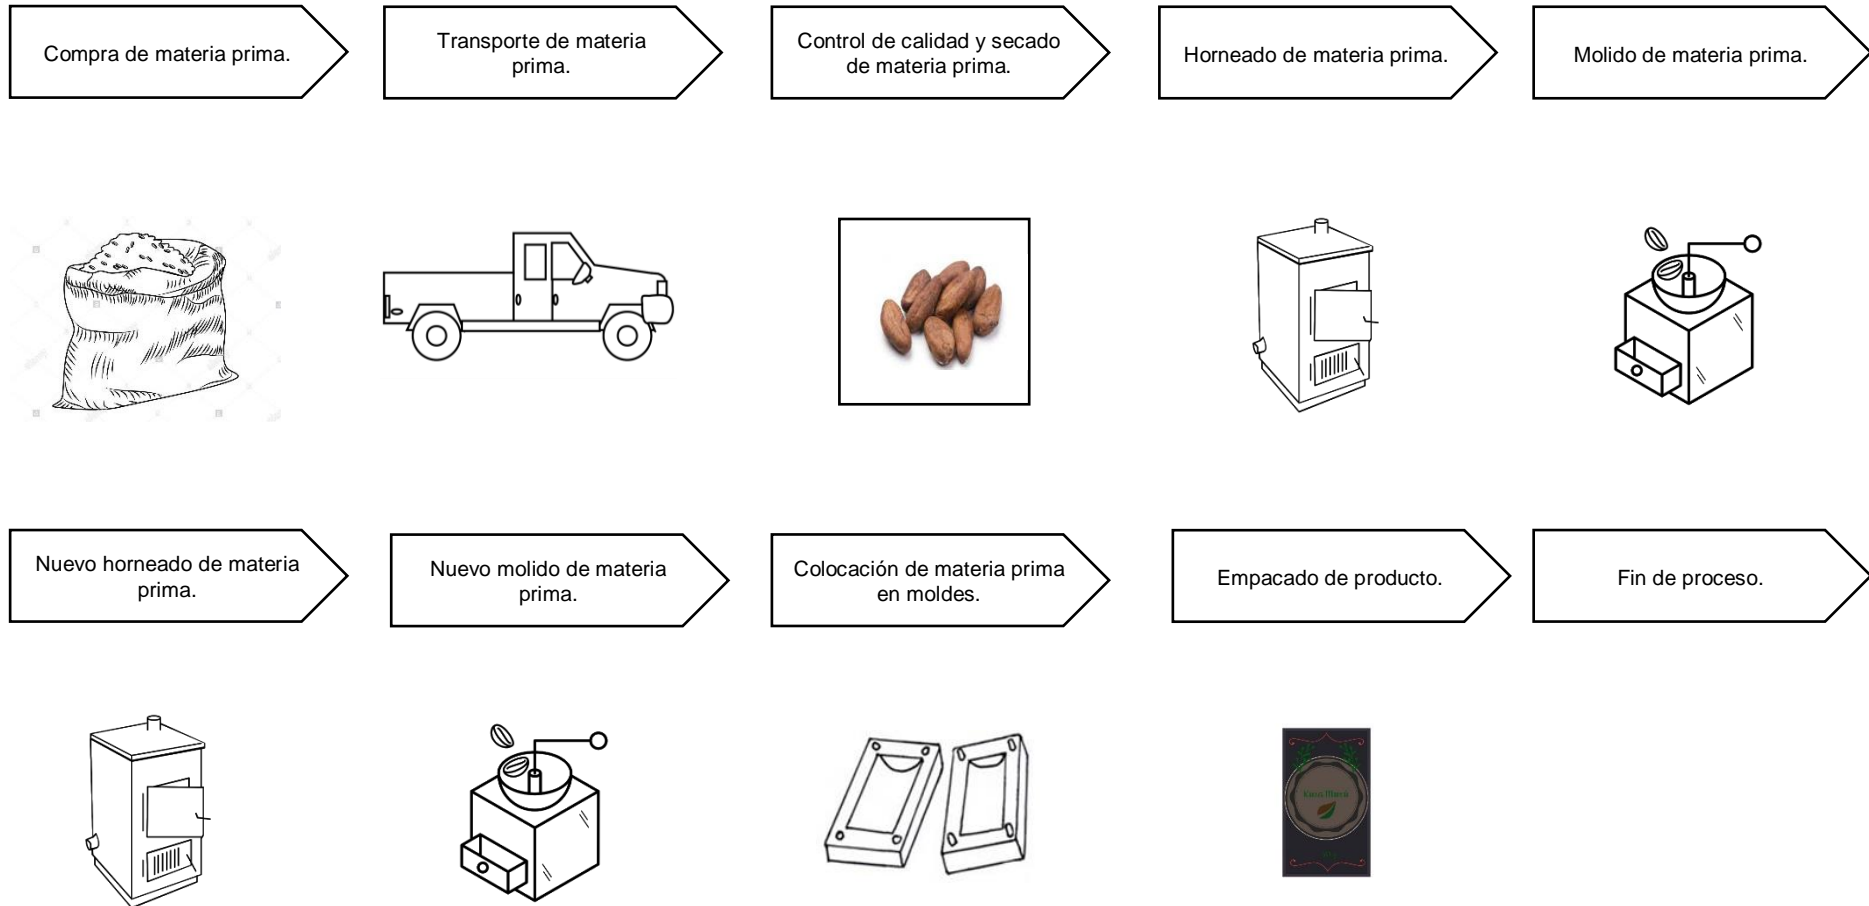 Compra de materia prima.
Transporte de materia
prima.
Control de calidad y secado
de materia prima.
Horneado de materia prima.
Molido de materia prima.
Nuevo horneado de materia
prima.
Nuevo molido de materia
prima.
Colocación de materia prima
en moldes.
Empacado de producto.
Fin de proceso.